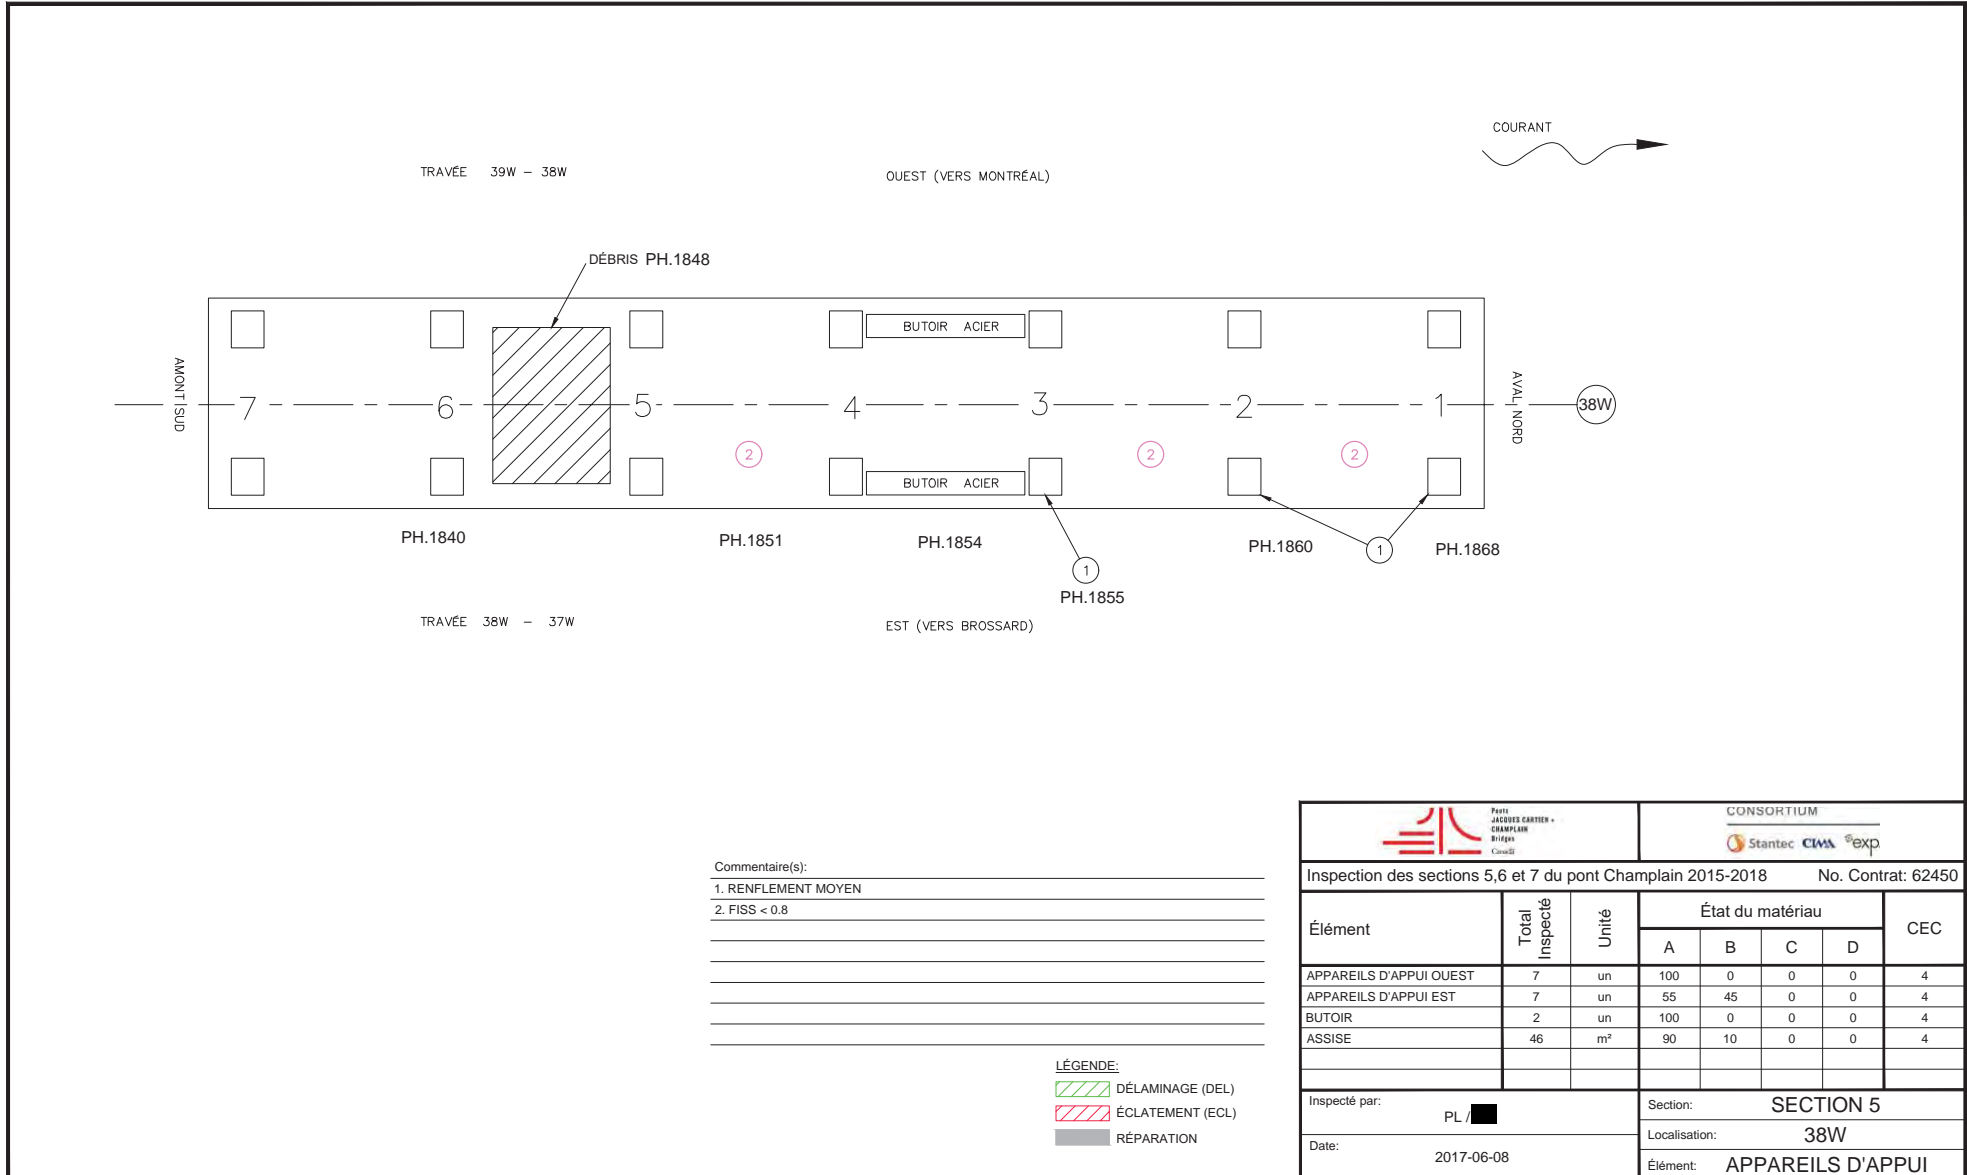 COURANT
TRAVÉE 39W – 38W
OUEST (VERS MONTRÉAL)
DÉBRIS PH.1848
BUTOIR ACIER
AMONT SUD
7 6 5 4 3 2 1
AVAL NORD
38W
2 2 2
BUTOIR ACIER
PH.1840
PH.1851
PH.1854
PH.1860
1
PH.1868
1
PH.1855
TRAVÉE 38W – 37W
EST (VERS BROSSARD)
Commentaire(s):
1. RENFLEMENT MOYEN
2. FISS < 0.8
LÉGENDE:
DÉLAMINAGE (DEL)
ÉCLATEMENT (ECL)
RÉPARATION
Ponts
JACQUES CARTIER +
CHAMPLAIN
Bridges
Canada
CONSORTIUM
Stantec CIMA+ exp.
Inspection des sections 5,6 et 7 du pont Champlain 2015-2018 No. Contrat: 62450
Élément Total Inspecté Unité État du matériau CEC
A B C D
APPAREILS D'APPUI OUEST 7 un 100 0 0 0 4
APPAREILS D'APPUI EST 7 un 55 45 0 0 4
BUTOIR 2 un 100 0 0 0 4
ASSISE 46 m² 90 10 0 0 4
Inspecté par: PL /
Section: SECTION 5
Localisation: 38W
Date: 2017-06-08
Élément: APPAREILS D'APPUI